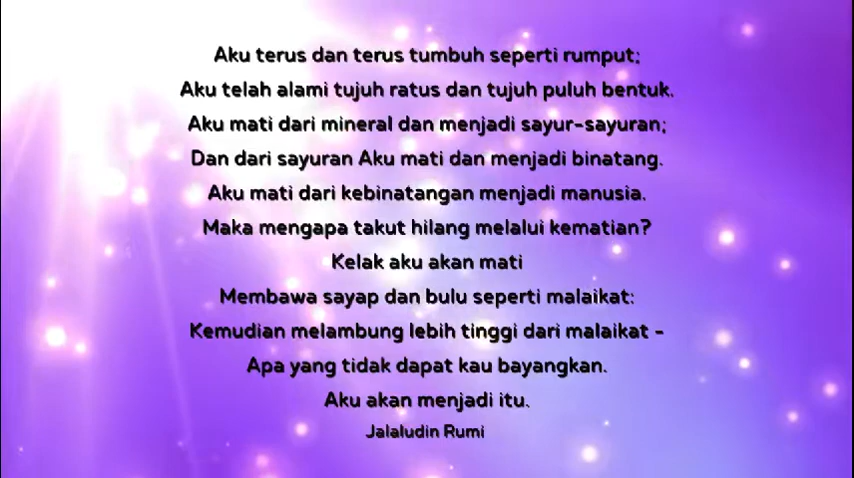 Aku terus dan terus tumbuh seperti rumput;
Aku telah alami tujuh ratus dan tujuh puluh bentuk.
Aku mati dari mineral dan menjadi sayur-sayuran;
Dan dari sayuran Aku mati dan menjadi binatang.
Aku mati dari kebinatangan menjadi manusia.
Maka mengapa takut hilang melalui kematian?
Kelak aku akan mati
Membawa sayap dan bulu seperti malaikat:
Kemudian melambung lebih tinggi dari malaikat -
Apa yang tidak dapat kau bayangkan.
Aku akan menjadi itu.
Jalaludin Rumi